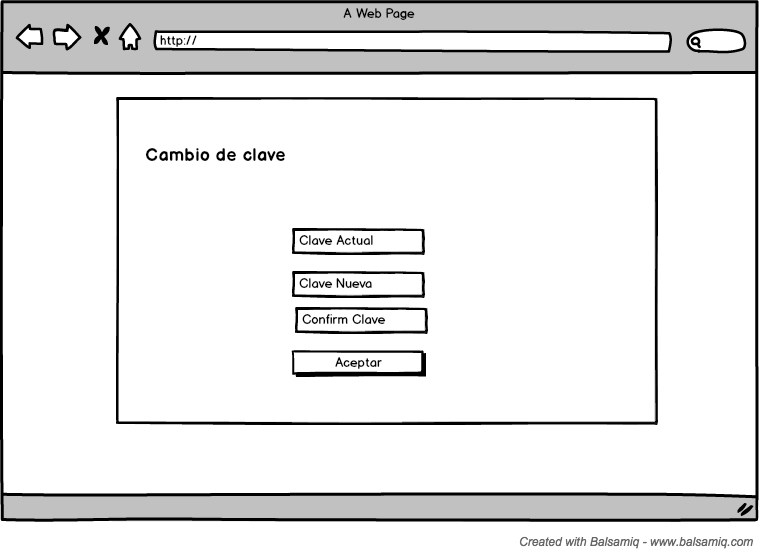 A Web Page
http://
Cambio de clave
Clave Actual
Clave Nueva
Confirm Clave
Aceptar
Created with Balsamiq - www.balsamiq.com